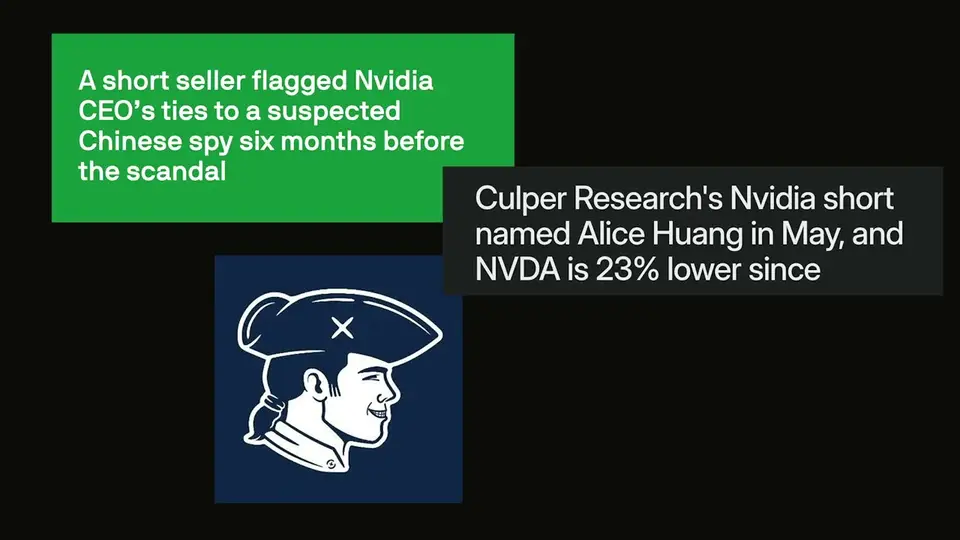 A short seller flagged Nvidia
CEO’s ties to a suspected
Chinese spy six months before
the scandal
Culper Research's Nvidia short
named Alice Huang in May, and
NVDA is 23% lower since